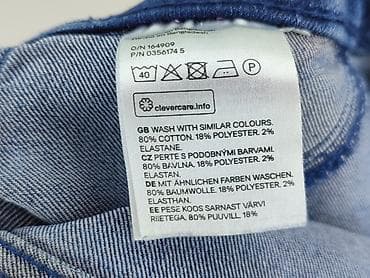 O/N 164909
P/N 0356174 5
40
P
clevercare.info
GB WASH WITH SIMILAR COLOURS.
80% COTTON. 18% POLYESTER. 2%
ELASTANE,
CZ PERTE S PODOBNÝMI BARVAMI.
80% BAVLNA. 18% POLYESTER. 2%
ELASTAN,
DE MIT ÄHNLICHEN FARBEN WASCHEN.
80% BAUMWOLLE. 18% POLYESTER. 2%
ELASTHAN,
EE PESE KOOS SARNAST VÄRVI
RIIETEGA. 80% PUUVILL. 18%